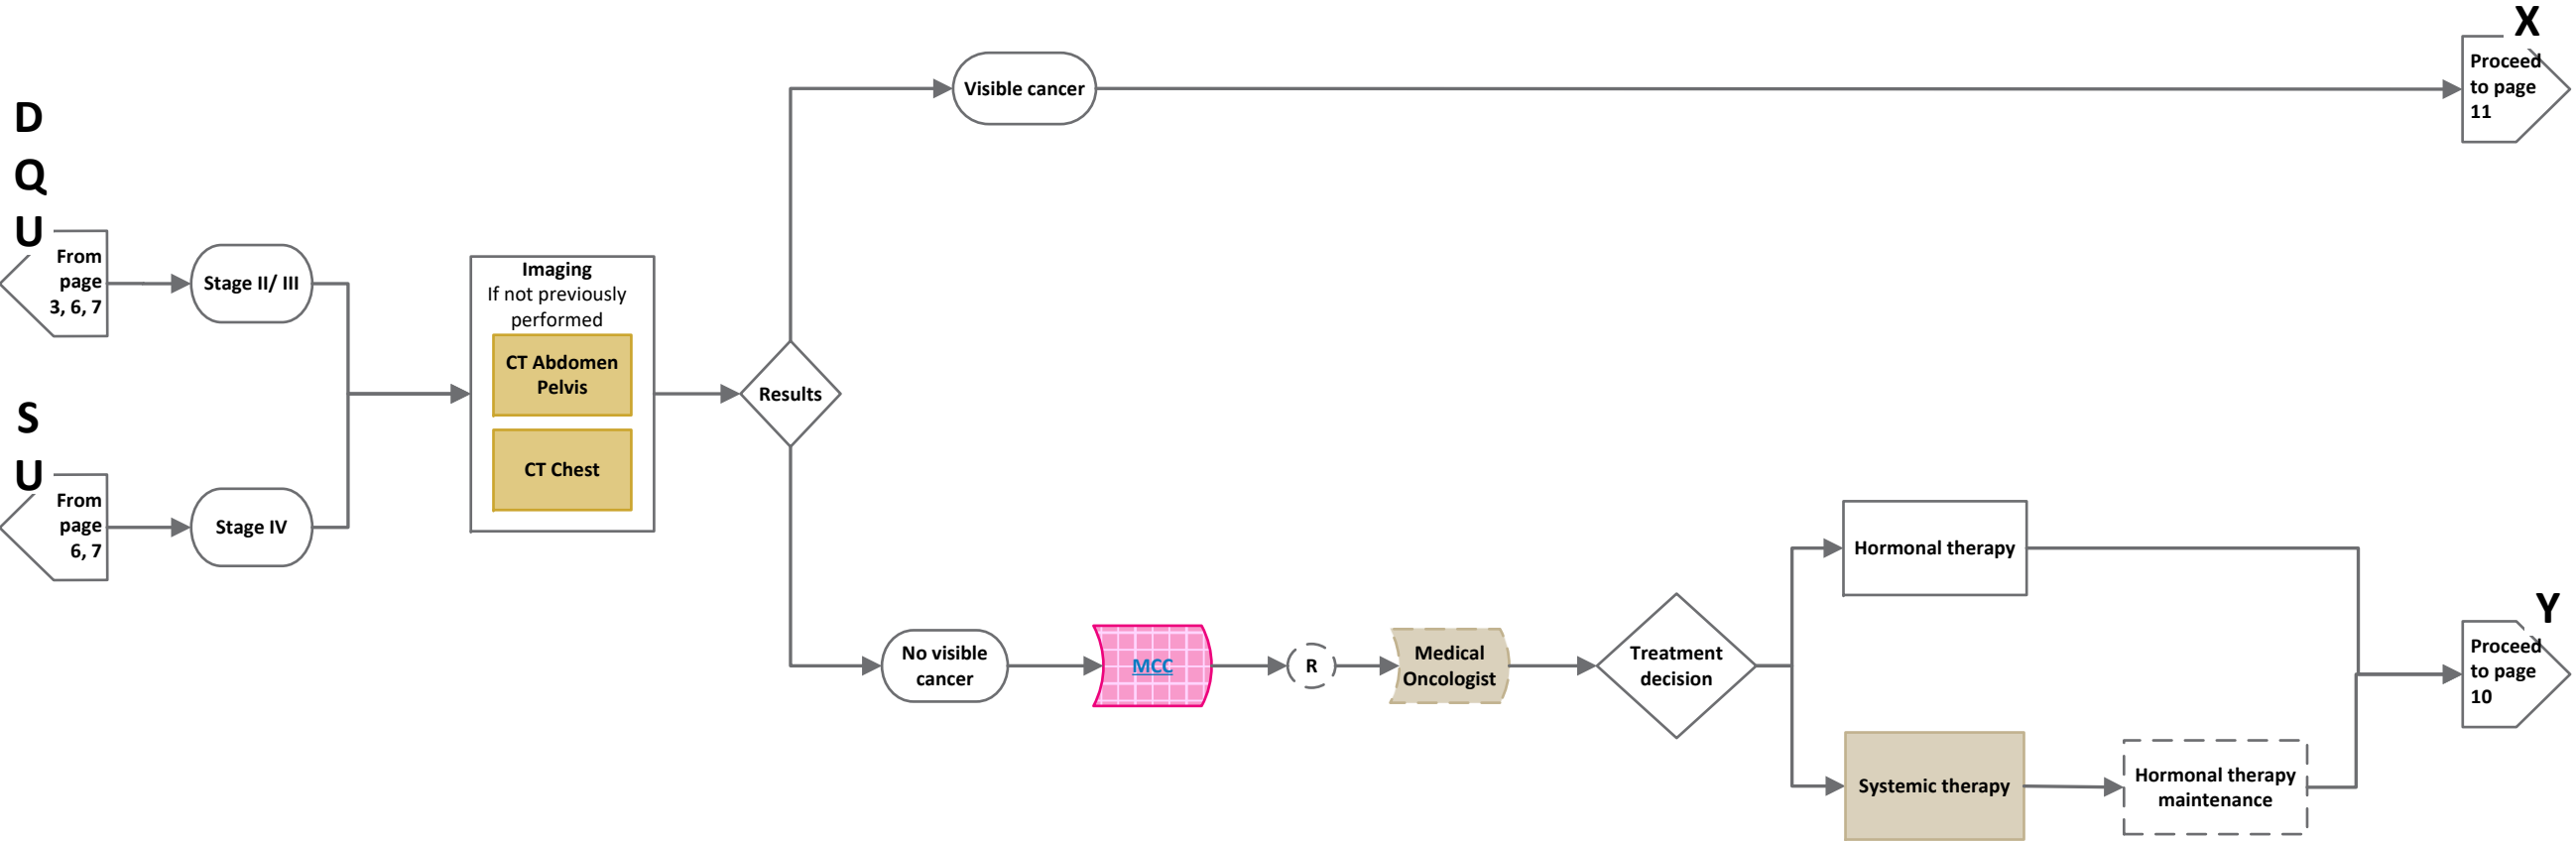 X
Proceed
to page
11
Visible cancer
D
Q
U
From
page
3, 6, 7
Stage II/ III
Imaging
If not previously
performed
CT Abdomen
Pelvis
CT Chest
Results
S
U
From
page
6, 7
Stage IV
No visible
cancer
MCC
R
Medical
Oncologist
Treatment
decision
Hormonal therapy
Systemic therapy
Hormonal therapy
maintenance
Y
Proceed
to page
10